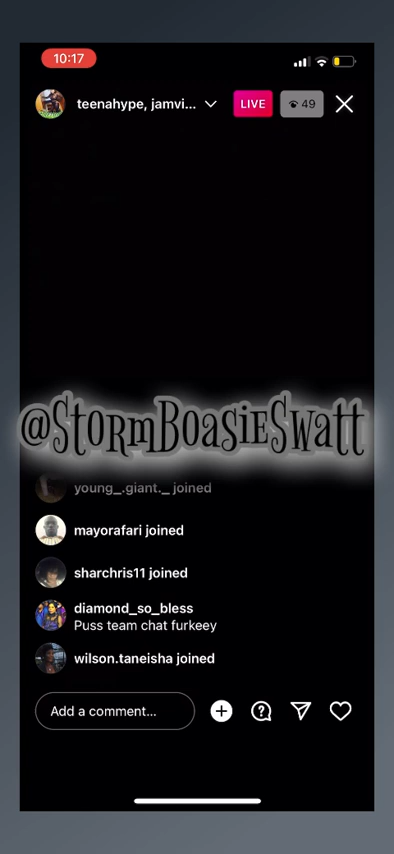 10:17
teenahype, jamvi...
LIVE
49
@StormBoasieSwatt
young_.giant._ joined
mayorafari joined
sharchris11 joined
diamond_so_bless
Puss team chat furkeey
wilson.taneisha joined
Add a comment...